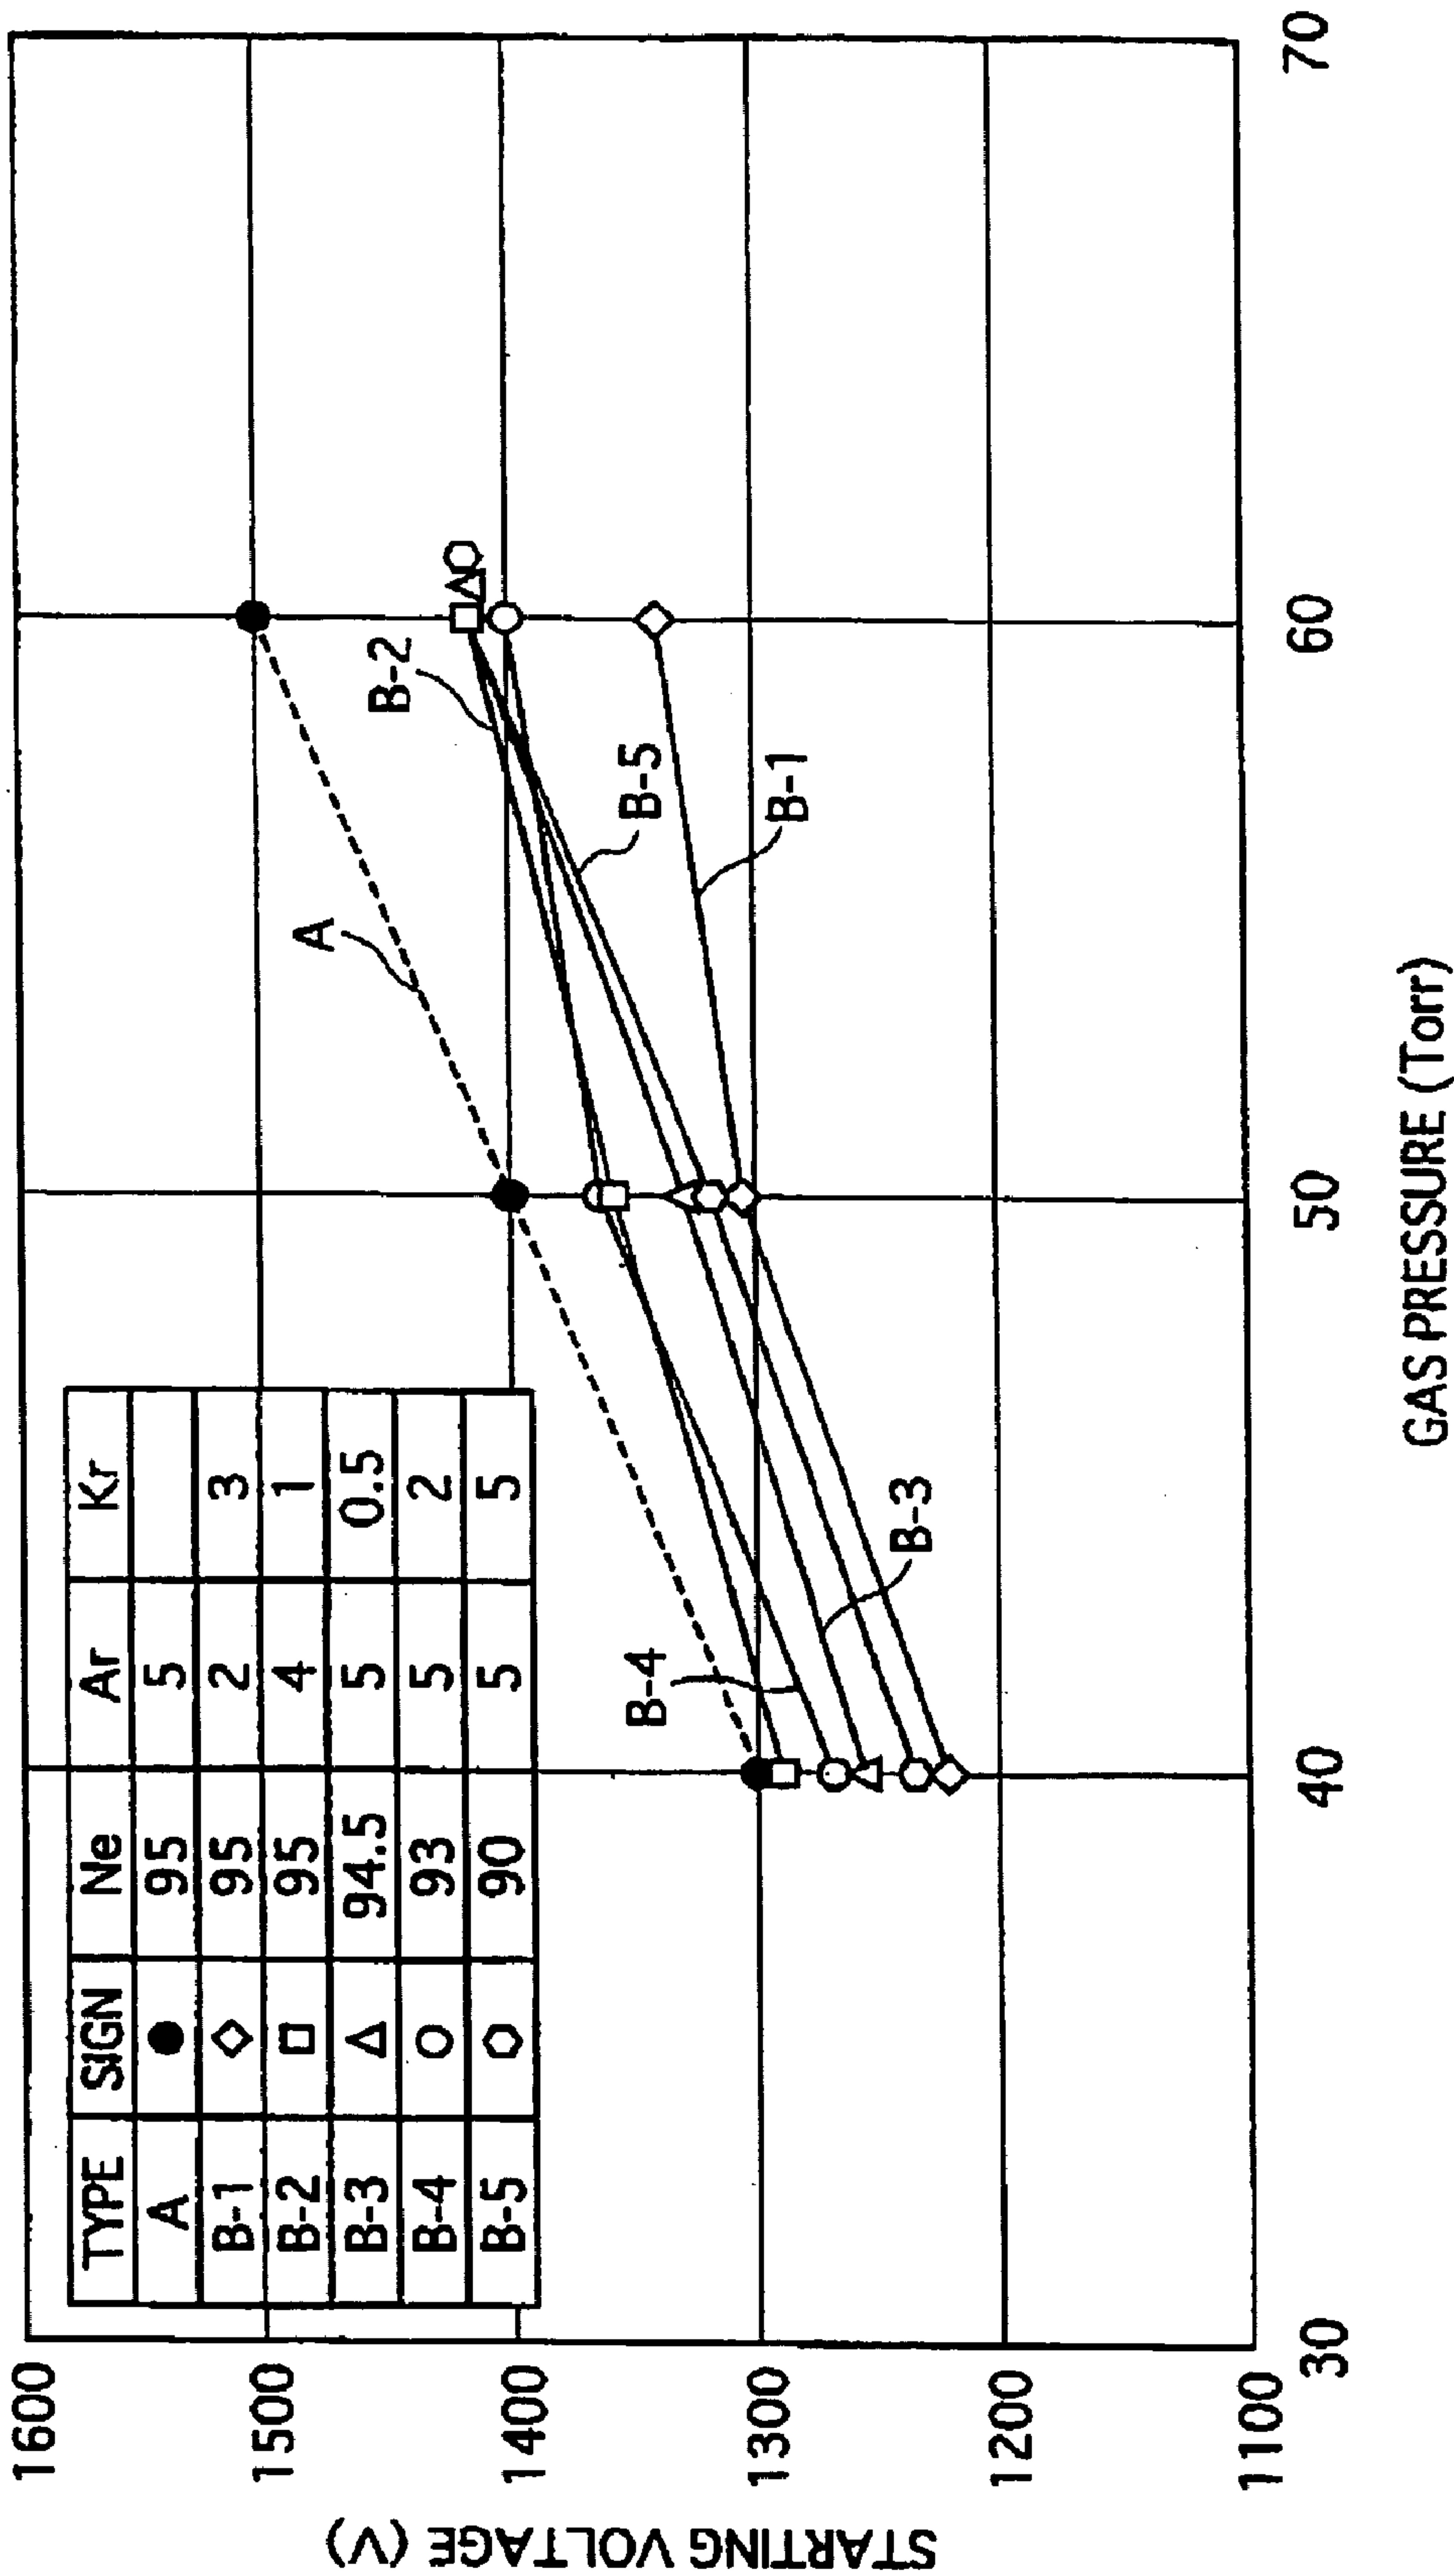 STARTING VOLTAGE (V)
1600
1500
1400
1300
1200
1100
TYPE SIGN Ne Ar Kr
A 95 5
B-1 95 2 3
B-2 95 4 1
B-3 94.5 5 0.5
B-4 93 5 2
B-5 90 5 5
A
B-2
B-5
B-1
B-4
B-3
30 40 50 60 70
GAS PRESSURE (Torr)